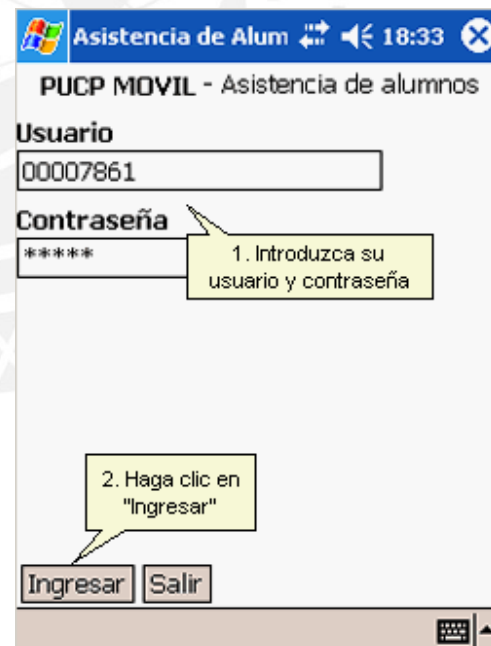 Asistencia de Alum 18:33
PUCP MOVIL - Asistencia de alumnos
Usuario
00007861
Contraseña
*****
1. Introduzca su
usuario y contraseña
2. Haga clic en
"Ingresar"
Ingresar Salir